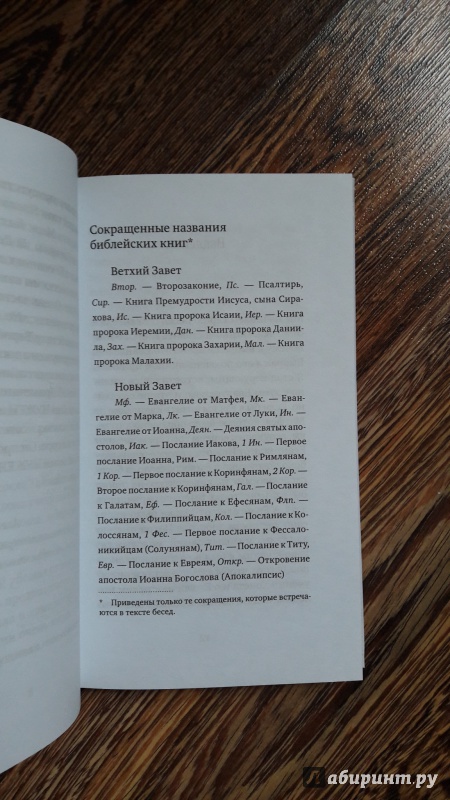 Сокращенные названия
библейских книг*
Ветхий Завет
Втор. — Второзаконие, Пс. — Псалтирь,
Сир. — Книга Премудрости Иисуса, сына Сира-
хова, Ис. — Книга пророка Исаии, Иер. — Книга
пророка Иеремии, Дан. — Книга пророка Дании-
ла, Зах. — Книга пророка Захарии, Мал. — Книга
пророка Малахии.
Новый Завет
Мф. — Евангелие от Матфея, Мк. — Еван-
гелие от Марка, Лк. — Евангелие от Луки, Ин. —
Евангелие от Иоанна, Деян. — Деяния святых апо-
столов, Иак. — Послание Иакова, 1 Ин. — Первое
послание Иоанна, Рим. — Послание к Римлянам,
1 Кор. — Первое послание к Коринфянам, 2 Кор. —
Второе послание к Коринфянам, Гал. — Послание
к Галатам, Еф. — Послание к Ефесянам, Флп. —
Послание к Филиппийцам, Кол. — Послание к Ко-
лоссянам, 1 Фес. — Первое послание к Фессало-
никийцам (Солунянам), Тит. — Послание к Титу,
Евр. — Послание к Евреям, Откр. — Откровение
апостола Иоанна Богослова (Апокалипсис)
* Приведены только те сокращения, которые встреча-
ются в тексте бесед.
Лабиринт.ру